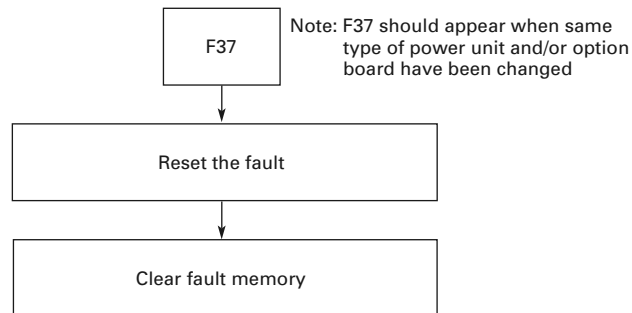 F37
Note: F37 should appear when same
type of power unit and/or option
board have been changed
Reset the fault
Clear fault memory